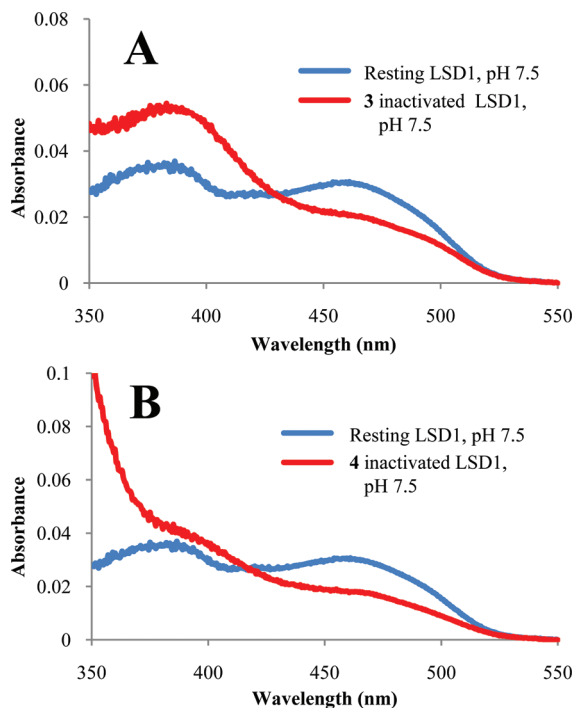 A
0.08
0.06
0.04
0.02
0
Absorbance
Resting LSD1, pH 7.5
3 inactivated LSD1,
pH 7.5
350 400 450 500 550
Wavelength (nm)
B
0.1
0.08
0.06
0.04
0.02
0
Absorbance
Resting LSD1, pH 7.5
4 inactivated LSD1,
pH 7.5
350 400 450 500 550
Wavelength (nm)